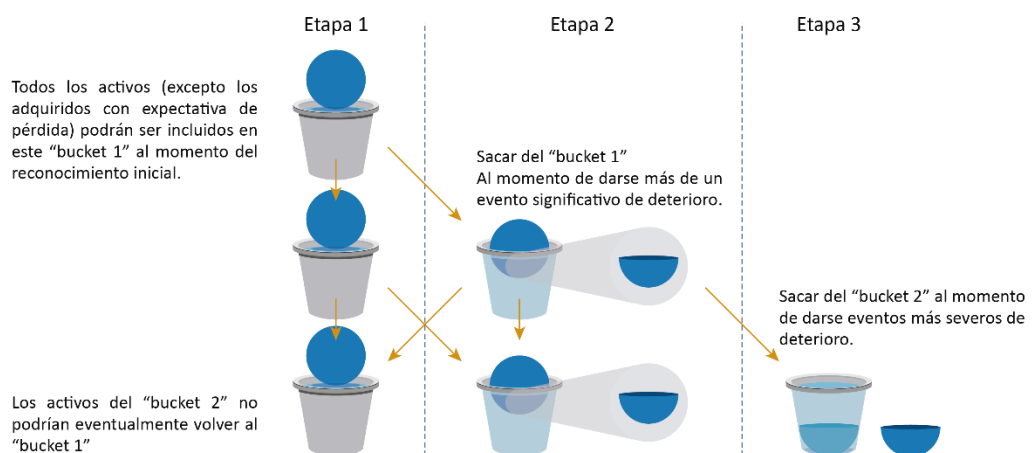 Etapa 1
Etapa 2
Etapa 3
Todos los activos (excepto los
adquiridos con expectativa de
pérdida) podrán ser incluidos en
este “bucket 1” al momento del
reconocimiento inicial.
Sacar del “bucket 1”
Al momento de darse más de un
evento significativo de deterioro.
Sacar del “bucket 2” al momento
de darse eventos más severos de
deterioro.
Los activos del “bucket 2” no
podrían eventualmente volver al
“bucket 1”